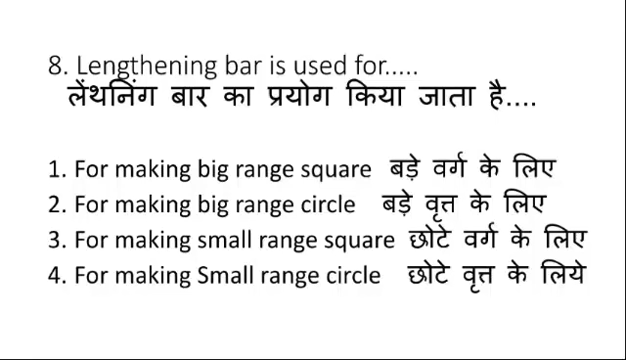 8. Lengthening bar is used for.....
लेंथनिंग बार का प्रयोग किया जाता है....
1. For making big range square बड़े वर्ग के लिए
2. For making big range circle बड़े वृत्त के लिए
3. For making small range square छोटे वर्ग के लिए
4. For making Small range circle छोटे वृत्त के लिये